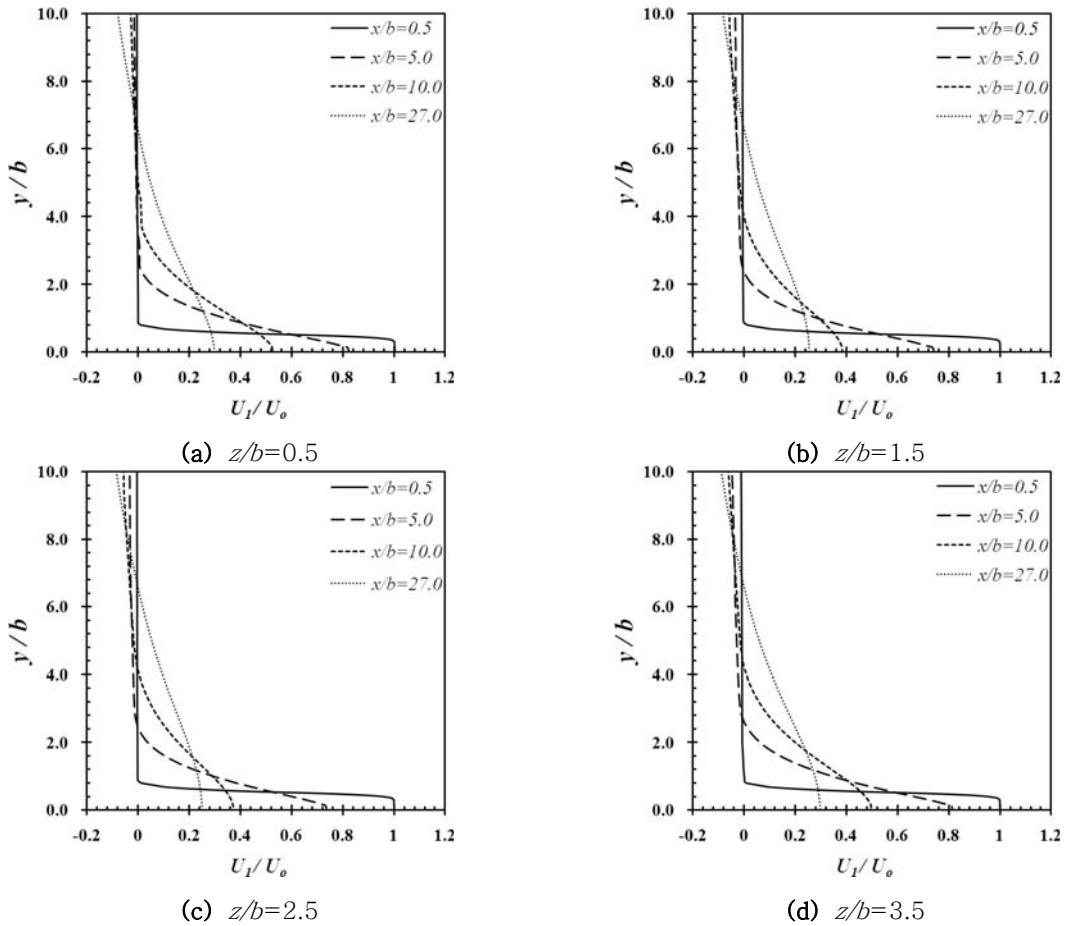 10.0
8.0
6.0
4.0
2.0
0.0
y / b
x/b=0.5
x/b=5.0
x/b=10.0
x/b=27.0
-0.2 0 0.2 0.4 0.6 0.8 1 1.2
U1/ Uo
(a) z/b=0.5
10.0
8.0
6.0
4.0
2.0
0.0
y / b
x/b=0.5
x/b=5.0
x/b=10.0
x/b=27.0
-0.2 0 0.2 0.4 0.6 0.8 1 1.2
U1/ Uo
(b) z/b=1.5
10.0
8.0
6.0
4.0
2.0
0.0
y / b
x/b=0.5
x/b=5.0
x/b=10.0
x/b=27.0
-0.2 0 0.2 0.4 0.6 0.8 1 1.2
U1/ Uo
(c) z/b=2.5
10.0
8.0
6.0
4.0
2.0
0.0
y / b
x/b=0.5
x/b=5.0
x/b=10.0
x/b=27.0
-0.2 0 0.2 0.4 0.6 0.8 1 1.2
U1/ Uo
(d) z/b=3.5